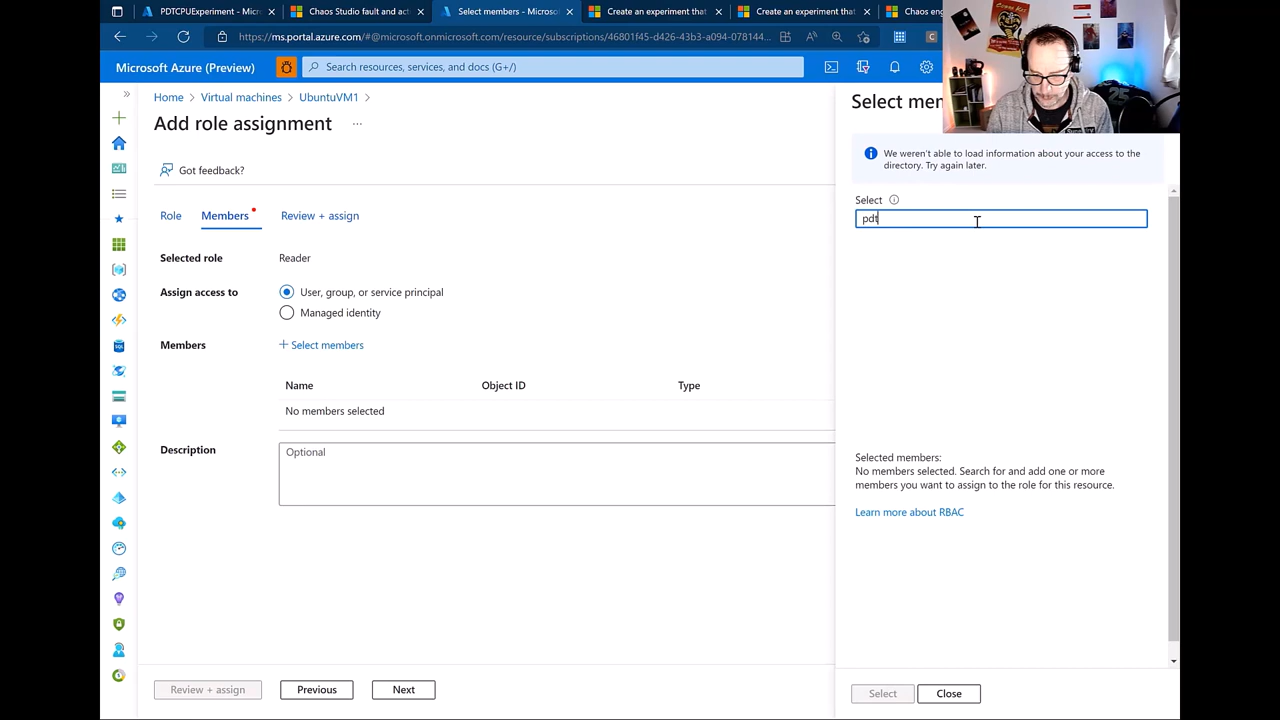 PDTCPUExperiment - Micros
Chaos Studio fault and acti
Select members - Microsof
Create an experiment that
Create an experiment that
Chaos eng
https://ms.portal.azure.com/#@microsoft.onmicrosoft.com/resource/subscriptions/46801f45-d426-43b3-a094-078144...
Microsoft Azure (Preview)
Search resources, services, and docs (G+/)
Home > Virtual machines > UbuntuVM1 >
Add role assignment ...
Got feedback?
Role
Members
Review + assign
Selected role
Reader
Assign access to
User, group, or service principal
Managed identity
Members
+ Select members
Name
Object ID
Type
No members selected
Description
Optional
Review + assign
Previous
Next
Select mem
We weren't able to load information about your access to the
directory. Try again later.
Select
pdt
Selected members:
No members selected. Search for and add one or more
members you want to assign to the role for this resource.
Learn more about RBAC
Select
Close